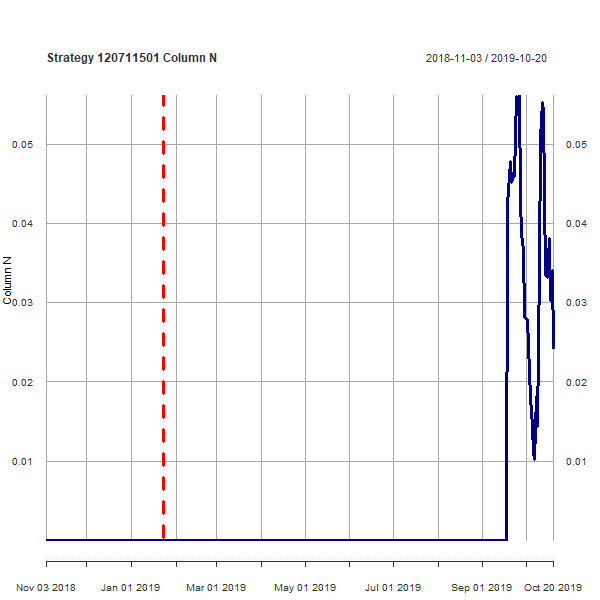 Strategy 120711501 Column N
2018-11-03 / 2019-10-20
0.05
0.05
0.04
0.04
Column N
0.03
0.03
0.02
0.02
0.01
0.01
Nov 03 2018
Jan 01 2019
Mar 01 2019
May 01 2019
Jul 01 2019
Sep 01 2019
Oct 20 2019